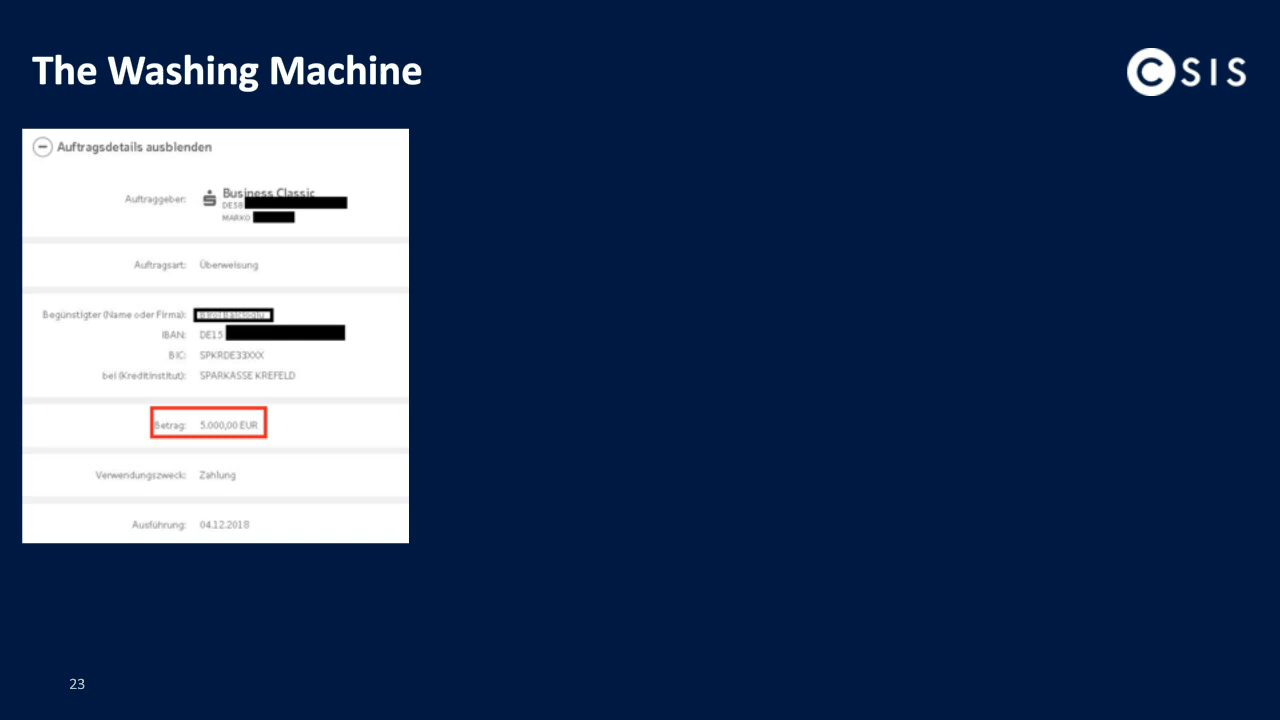 The Washing Machine
CSIS
Auftragsdetails ausblenden
Auftraggeber: Business Classic
DE58
MARKO
Auftragsart: Überweisung
Begünstigter (Name oder Firma):
IBAN: DE15
BIC: SPKRDE33XXX
bei (Kreditinstitut): SPARKASSE KREFELD
Betrag: 5.000,00 EUR
Verwendungszweck: Zahlung
Ausführung: 04.12.2018
23